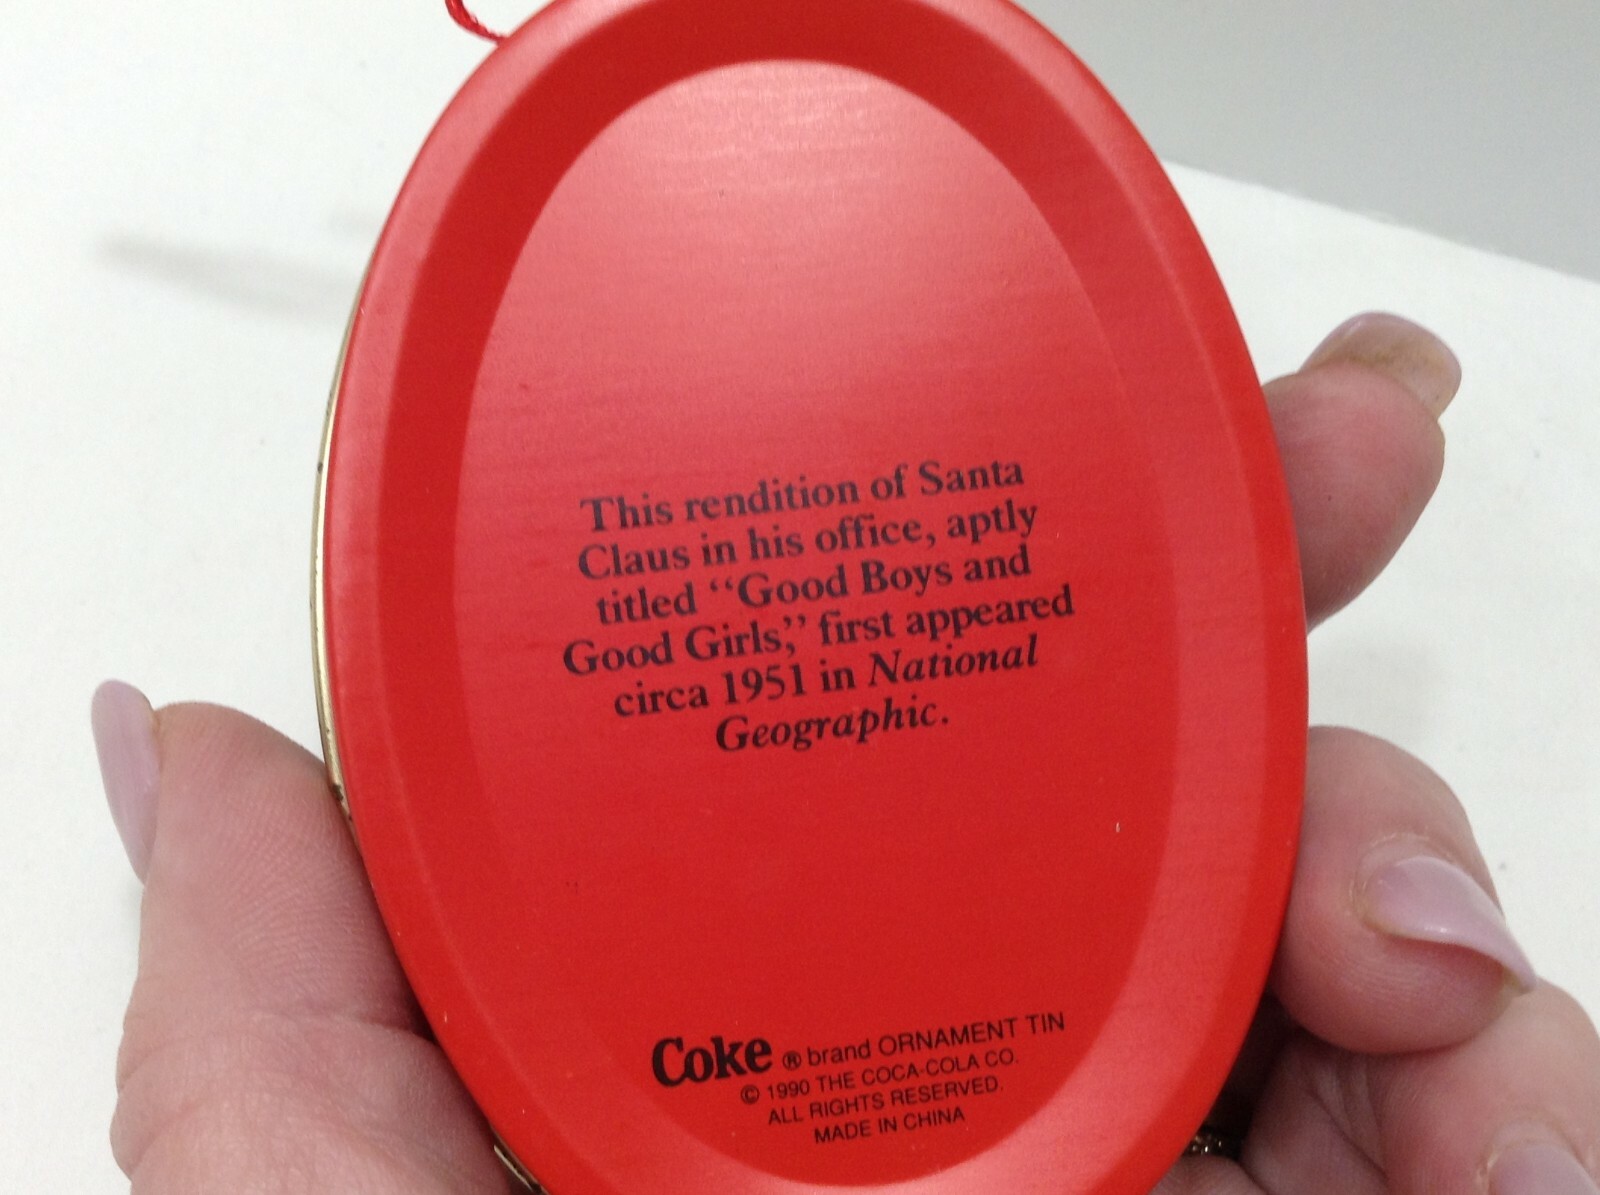 This rendition of Santa
Claus in his office, aptly
titled “Good Boys and
Good Girls,” first appeared
circa 1951 in National
Geographic.
Coke ® brand ORNAMENT TIN
© 1990 THE COCA-COLA CO.
ALL RIGHTS RESERVED.
MADE IN CHINA